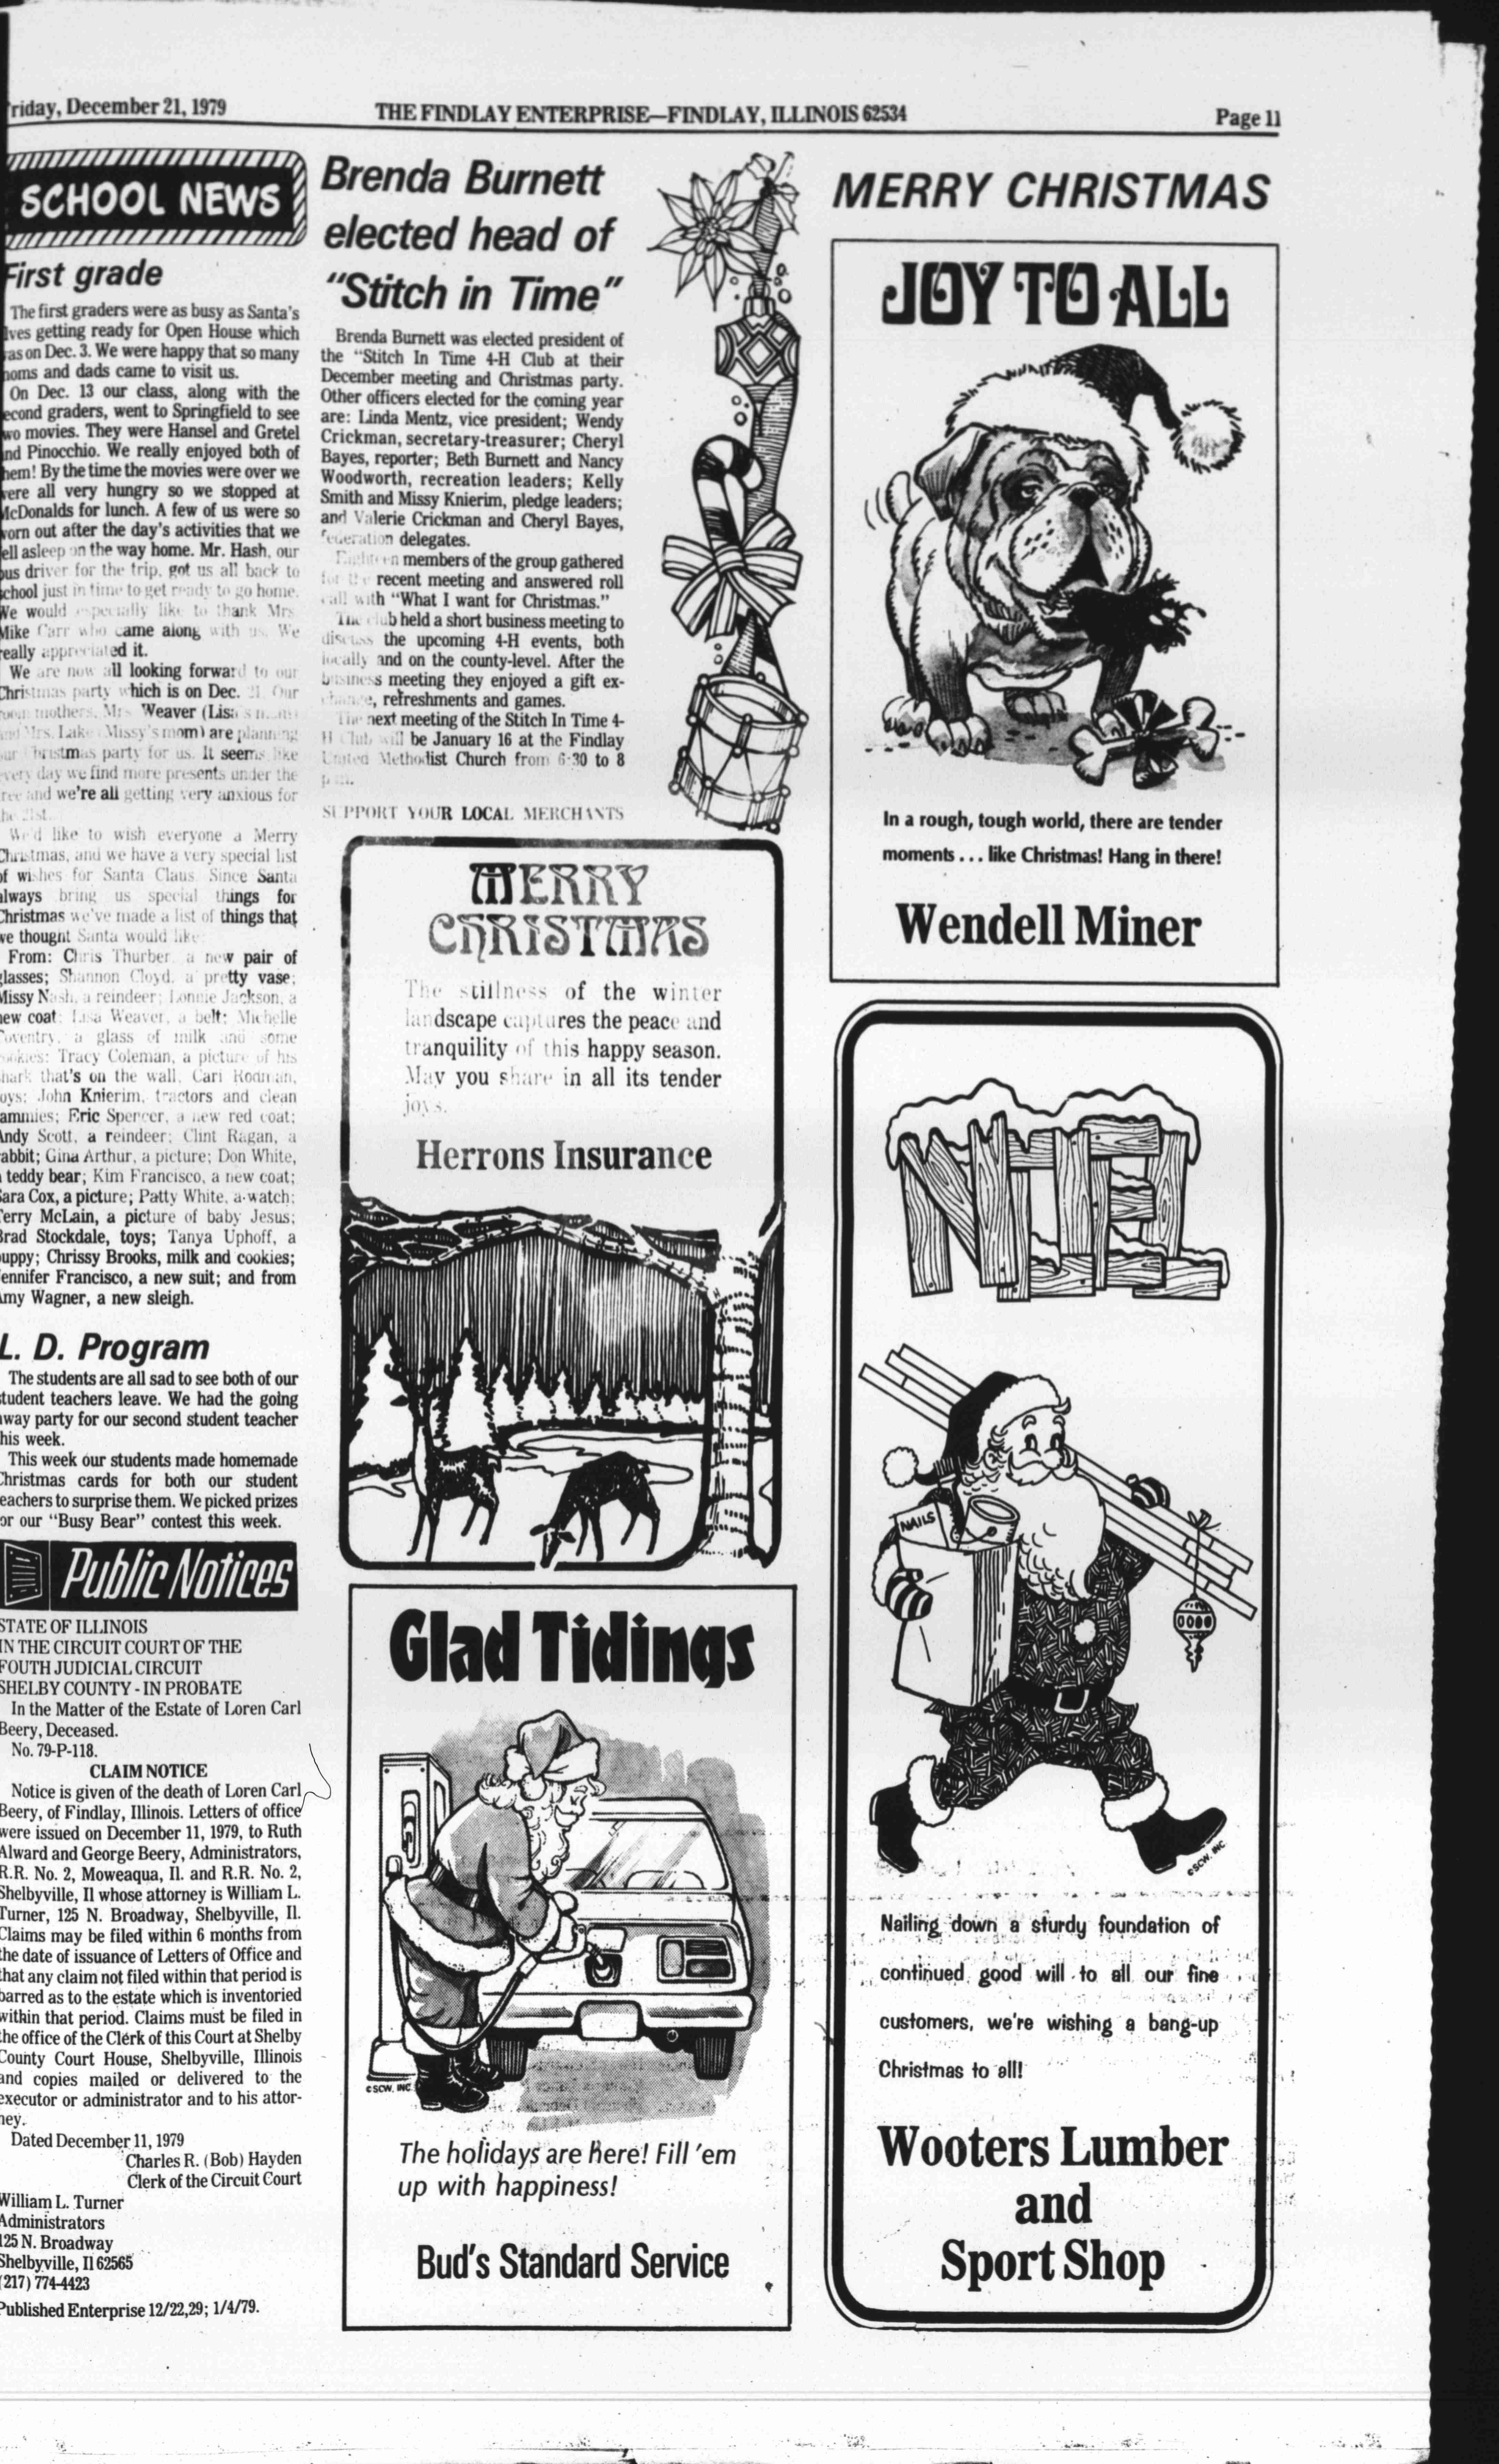 riday, December 21, 1979
THE FINDLAY ENTERPRISE—FINDLAY, ILLINOIS 62534
Page 11
SCHOOL NEWS
First grade
The first graders were as busy as Santa's
lves getting ready for Open House which
as on Dec. 3. We were happy that so many
oms and dads came to visit us.
On Dec. 13 our class, along with the
econd graders, went to Springfield to see
wo movies. They were Hansel and Gretel
nd Pinocchio. We really enjoyed both of
hem! By the time the movies were over we
ere all very hungry so we stopped at
McDonalds for lunch. A few of us were so
orn out after the day's activities that we
ell asleep on the way home. Mr. Hash, our
us driver for the trip, got us all back to
school just in time to get ready to go home.
We would especially like to thank Mrs.
Mike Carr who came along with us. We
really appreciated it.
We are now all looking forward to our
Christmas party which is on Dec. 21. Our
room mothers, Mrs. Weaver (Lisa's mom)
and Mrs. Lake (Missy's mom) are planning
our Christmas party for us. It seems like
every day we find more presents under the
tree and we're all getting very anxious for
the 21st.
We'd like to wish everyone a Merry
Christmas, and we have a very special list
of wishes for Santa Claus. Since Santa
always bring us special things for
Christmas we've made a list of things that
we thought Santa would like:
From: Chris Thurber, a new pair of
glasses; Shannon Cloyd, a pretty vase;
Missy Nash, a reindeer; Lonnie Jackson, a
new coat; Lisa Weaver, a belt; Michelle
Coventry, a glass of milk and some
cookies; Tracy Coleman, a picture of his
shark that's on the wall; Cari Rodman,
toys; John Knierim, tractors and clean
jammies; Eric Spencer, a new red coat;
Andy Scott, a reindeer; Clint Ragan, a
rabbit; Gina Arthur, a picture; Don White,
a teddy bear; Kim Francisco, a new coat;
Sara Cox, a picture; Patty White, a watch;
Terry McLain, a picture of baby Jesus;
Brad Stockdale, toys; Tanya Uphoff, a
puppy; Chrissy Brooks, milk and cookies;
Jennifer Francisco, a new suit; and from
Amy Wagner, a new sleigh.
L. D. Program
The students are all sad to see both of our
student teachers leave. We had the going
away party for our second student teacher
this week.
This week our students made homemade
Christmas cards for both our student
teachers to surprise them. We picked prizes
for our "Busy Bear" contest this week.
Public Notices
STATE OF ILLINOIS
IN THE CIRCUIT COURT OF THE
FOUTH JUDICIAL CIRCUIT
SHELBY COUNTY - IN PROBATE
In the Matter of the Estate of Loren Carl
Beery, Deceased.
No. 79-P-118.
CLAIM NOTICE
Notice is given of the death of Loren Carl
Beery, of Findlay, Illinois. Letters of office
were issued on December 11, 1979, to Ruth
Alward and George Beery, Administrators,
R.R. No. 2, Moweaqua, Il. and R.R. No. 2,
Shelbyville, Il whose attorney is William L.
Turner, 125 N. Broadway, Shelbyville, Il.
Claims may be filed within 6 months from
the date of issuance of Letters of Office and
that any claim not filed within that period is
barred as to the estate which is inventoried
within that period. Claims must be filed in
the office of the Clerk of this Court at Shelby
County Court House, Shelbyville, Illinois
and copies mailed or delivered to the
executor or administrator and to his attor-
ney.
Dated December 11, 1979
Charles R. (Bob) Hayden
Clerk of the Circuit Court
William L. Turner
Administrators
125 N. Broadway
Shelbyville, Il 62565
(217) 774-4423
Published Enterprise 12/22,29; 1/4/79.
Brenda Burnett
elected head of
"Stitch in Time"
Brenda Burnett was elected president of
the "Stitch In Time 4-H Club at their
December meeting and Christmas party.
Other officers elected for the coming year
are: Linda Mentz, vice president; Wendy
Crickman, secretary-treasurer; Cheryl
Bayes, reporter; Beth Burnett and Nancy
Woodworth, recreation leaders; Kelly
Smith and Missy Knierim, pledge leaders;
and Valerie Crickman and Cheryl Bayes,
federation delegates.
Eighteen members of the group gathered
for the recent meeting and answered roll
call with "What I want for Christmas."
The club held a short business meeting to
discuss the upcoming 4-H events, both
locally and on the county-level. After the
business meeting they enjoyed a gift ex-
change, refreshments and games.
The next meeting of the Stitch In Time 4-
H Club will be January 16 at the Findlay
United Methodist Church from 6:30 to 8
p.m.
SUPPORT YOUR LOCAL MERCHANTS
MERRY
CHRISTMAS
The stillness of the winter
landscape captures the peace and
tranquility of this happy season.
May you share in all its tender
joys.
Herrons Insurance
Glad Tidings
©SCW, INC
The holidays are here! Fill 'em
up with happiness!
Bud's Standard Service
MERRY CHRISTMAS
JOY TO ALL
In a rough, tough world, there are tender
moments . . . like Christmas! Hang in there!
Wendell Miner
NOEL
NAILS
©SCW, INC
Nailing down a sturdy foundation of
continued good will to all our fine
customers, we're wishing a bang-up
Christmas to all!
Wooters Lumber
and
Sport Shop